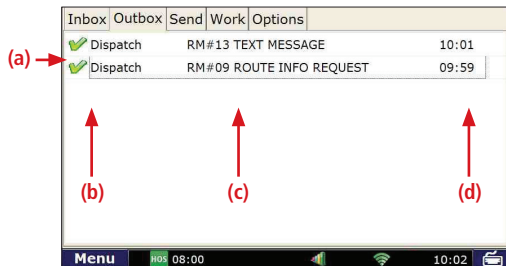 Inbox Outbox Send Work Options
Dispatch RM#13 TEXT MESSAGE 10:01
(a)
Dispatch RM#09 ROUTE INFO REQUEST 09:59
(b) (c) (d)
Menu HOS 08:00 10:02